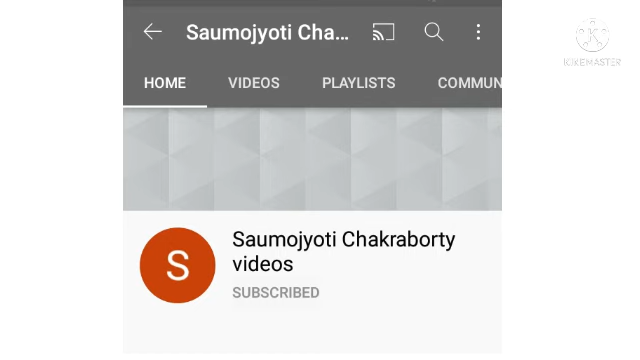 Saumojyoti Cha...
HOME VIDEOS PLAYLISTS COMMUN
S
Saumojyoti Chakraborty
videos
SUBSCRIBED
K
KINEMASTER